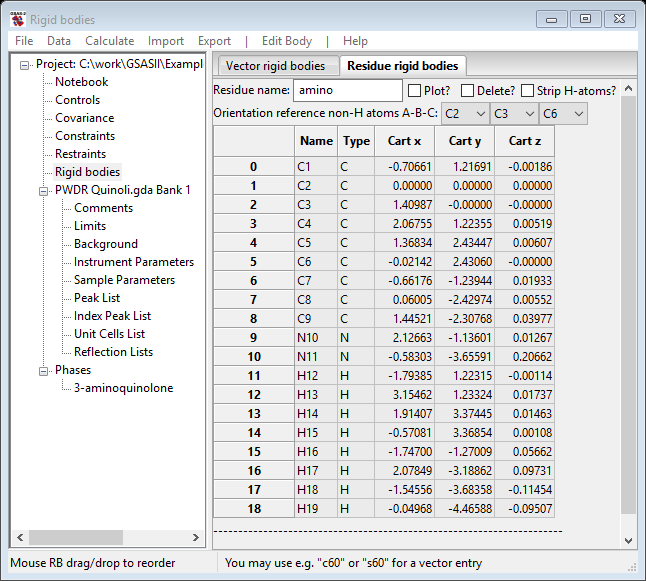 Rigid bodies
File Data Calculate Import Export | Edit Body | Help
Project: C:\work\GSASII\Exampl
Notebook
Controls
Covariance
Constraints
Restraints
Rigid bodies
PWDR Quinoli.gda Bank 1
Comments
Limits
Background
Instrument Parameters
Sample Parameters
Peak List
Index Peak List
Unit Cells List
Reflection Lists
Phases
3-aminoquinolone
Vector rigid bodies Residue rigid bodies
Residue name: amino Plot? Delete? Strip H-atoms?
Orientation reference non-H atoms A-B-C: C2 C3 C6
Name Type Cart x Cart y Cart z
0 C1 C -0.70661 1.21691 -0.00186
1 C2 C 0.00000 0.00000 0.00000
2 C3 C 1.40987 -0.00000 -0.00000
3 C4 C 2.06755 1.22355 0.00519
4 C5 C 1.36834 2.43447 0.00607
5 C6 C -0.02142 2.43060 -0.00000
6 C7 C -0.66176 -1.23944 0.01933
7 C8 C 0.06005 -2.42974 0.00552
8 C9 C 1.44521 -2.30768 0.03977
9 N10 N 2.12663 -1.13601 0.01267
10 N11 N -0.58303 -3.65591 0.20662
11 H12 H -1.79385 1.22315 -0.00114
12 H13 H 3.15462 1.23324 0.01737
13 H14 H 1.91407 3.37445 0.01463
14 H15 H -0.57081 3.36854 0.00108
15 H16 H -1.74700 -1.27009 0.05662
16 H17 H 2.07849 -3.18862 0.09731
17 H18 H -1.54556 -3.68358 -0.11454
18 H19 H -0.04968 -4.46588 -0.09507
Mouse RB drag/drop to reorder You may use e.g. "c60" or "s60" for a vector entry